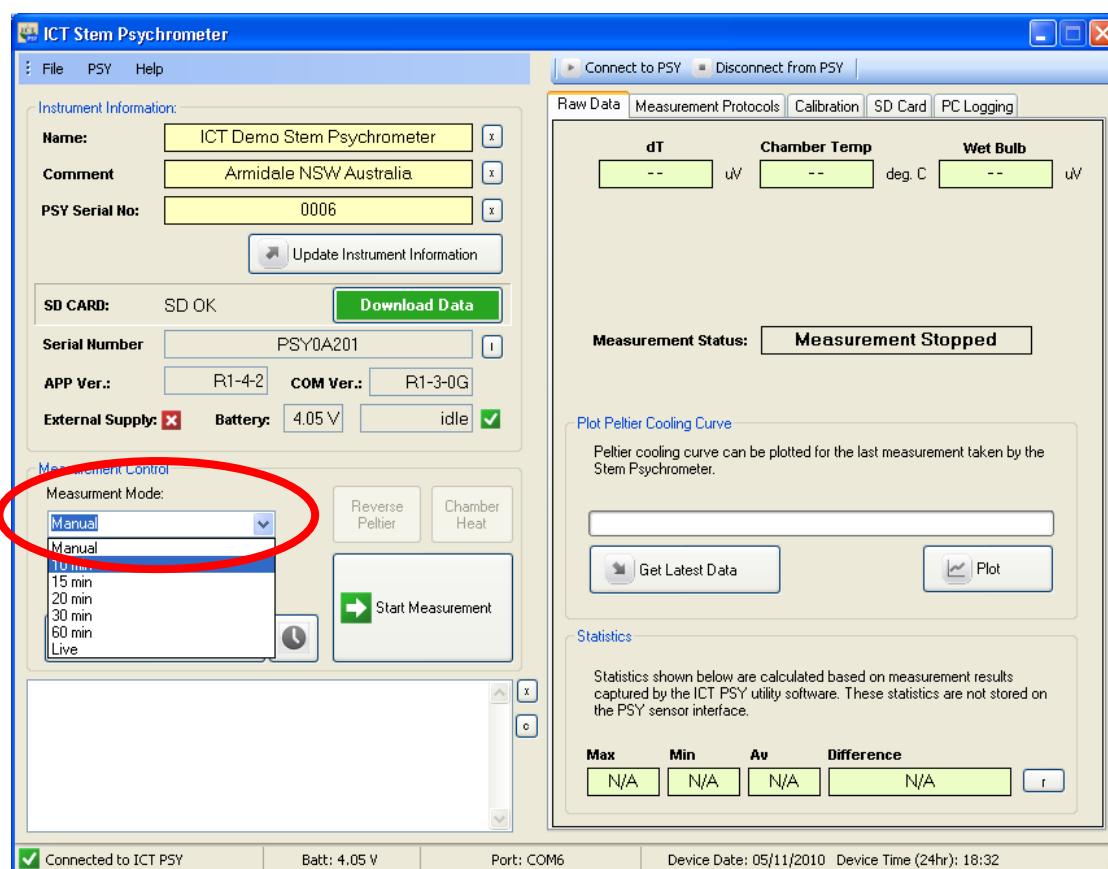 ICT Stem Psychrometer
File PSY Help
Connect to PSY Disconnect from PSY
Instrument Information:
Name: ICT Demo Stem Psychrometer x
Comment Armidale NSW Australia x
PSY Serial No: 0006 x
Update Instrument Information
SD CARD: SD OK Download Data
Serial Number PSY0A201 I
APP Ver.: R1-4-2 COM Ver.: R1-3-0G
External Supply: Battery: 4.05 V idle
Measurement Control
Measurment Mode:
Manual
Manual
10 min
15 min
20 min
30 min
60 min
Live
Reverse
Peltier
Chamber
Heat
Start Measurement
x
c
Raw Data Measurement Protocols Calibration SD Card PC Logging
dT Chamber Temp Wet Bulb
-- uV -- deg. C -- uV
Measurement Status: Measurement Stopped
Plot Peltier Cooling Curve
Peltier cooling curve can be plotted for the last measurement taken by the
Stem Psychrometer.
Get Latest Data Plot
Statistics
Statistics shown below are calculated based on measurement results
captured by the ICT PSY utility software. These statistics are not stored on
the PSY sensor interface.
Max Min Av Difference
N/A N/A N/A N/A r
Connected to ICT PSY Batt: 4.05 V Port: COM6 Device Date: 05/11/2010 Device Time (24hr): 18:32